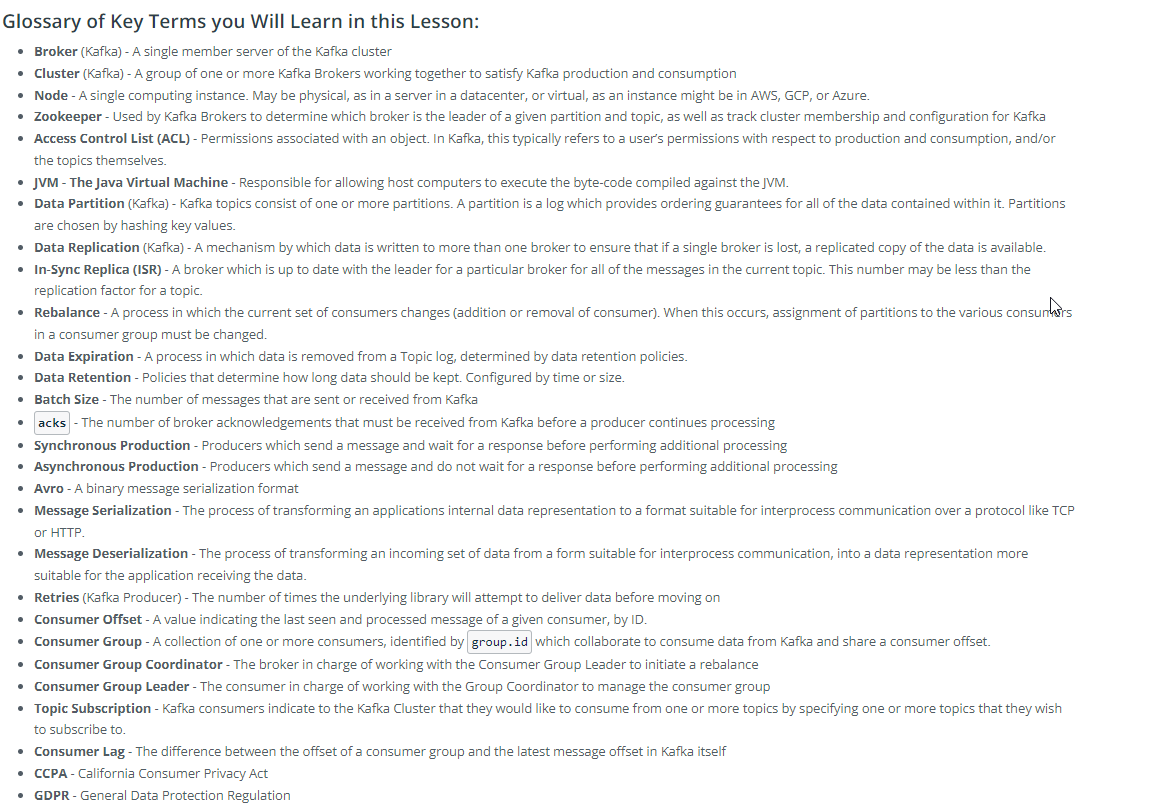 Glossary of Key Terms you Will Learn in this Lesson:
Broker (Kafka) - A single member server of the Kafka cluster
Cluster (Kafka) - A group of one or more Kafka Brokers working together to satisfy Kafka production and consumption
Node - A single computing instance. May be physical, as in a server in a datacenter, or virtual, as an instance might be in AWS, GCP, or Azure.
Zookeeper - Used by Kafka Brokers to determine which broker is the leader of a given partition and topic, as well as track cluster membership and configuration for Kafka
Access Control List (ACL) - Permissions associated with an object. In Kafka, this typically refers to a user's permissions with respect to production and consumption, and/or
the topics themselves.
JVM - The Java Virtual Machine - Responsible for allowing host computers to execute the byte-code compiled against the JVM.
Data Partition (Kafka) - Kafka topics consist of one or more partitions. A partition is a log which provides ordering guarantees for all of the data contained within it. Partitions
are chosen by hashing key values.
Data Replication (Kafka) - A mechanism by which data is written to more than one broker to ensure that if a single broker is lost, a replicated copy of the data is available.
In-Sync Replica (ISR) - A broker which is up to date with the leader for a particular broker for all of the messages in the current topic. This number may be less than the
replication factor for a topic.
Rebalance - A process in which the current set of consumers changes (addition or removal of consumer). When this occurs, assignment of partitions to the various consumers
in a consumer group must be changed.
Data Expiration - A process in which data is removed from a Topic log, determined by data retention policies.
Data Retention - Policies that determine how long data should be kept. Configured by time or size.
Batch Size - The number of messages that are sent or received from Kafka
acks - The number of broker acknowledgements that must be received from Kafka before a producer continues processing
Synchronous Production - Producers which send a message and wait for a response before performing additional processing
Asynchronous Production - Producers which send a message and do not wait for a response before performing additional processing
Avro - A binary message serialization format
Message Serialization - The process of transforming an applications internal data representation to a format suitable for interprocess communication over a protocol like TCP
or HTTP.
Message Deserialization - The process of transforming an incoming set of data from a form suitable for interprocess communication, into a data representation more
suitable for the application receiving the data.
Retries (Kafka Producer) - The number of times the underlying library will attempt to deliver data before moving on
Consumer Offset - A value indicating the last seen and processed message of a given consumer, by ID.
Consumer Group - A collection of one or more consumers, identified by group.id which collaborate to consume data from Kafka and share a consumer offset.
Consumer Group Coordinator - The broker in charge of working with the Consumer Group Leader to initiate a rebalance
Consumer Group Leader - The consumer in charge of working with the Group Coordinator to manage the consumer group
Topic Subscription - Kafka consumers indicate to the Kafka Cluster that they would like to consume from one or more topics by specifying one or more topics that they wish
to subscribe to.
Consumer Lag - The difference between the offset of a consumer group and the latest message offset in Kafka itself
CCPA - California Consumer Privacy Act
GDPR - General Data Protection Regulation